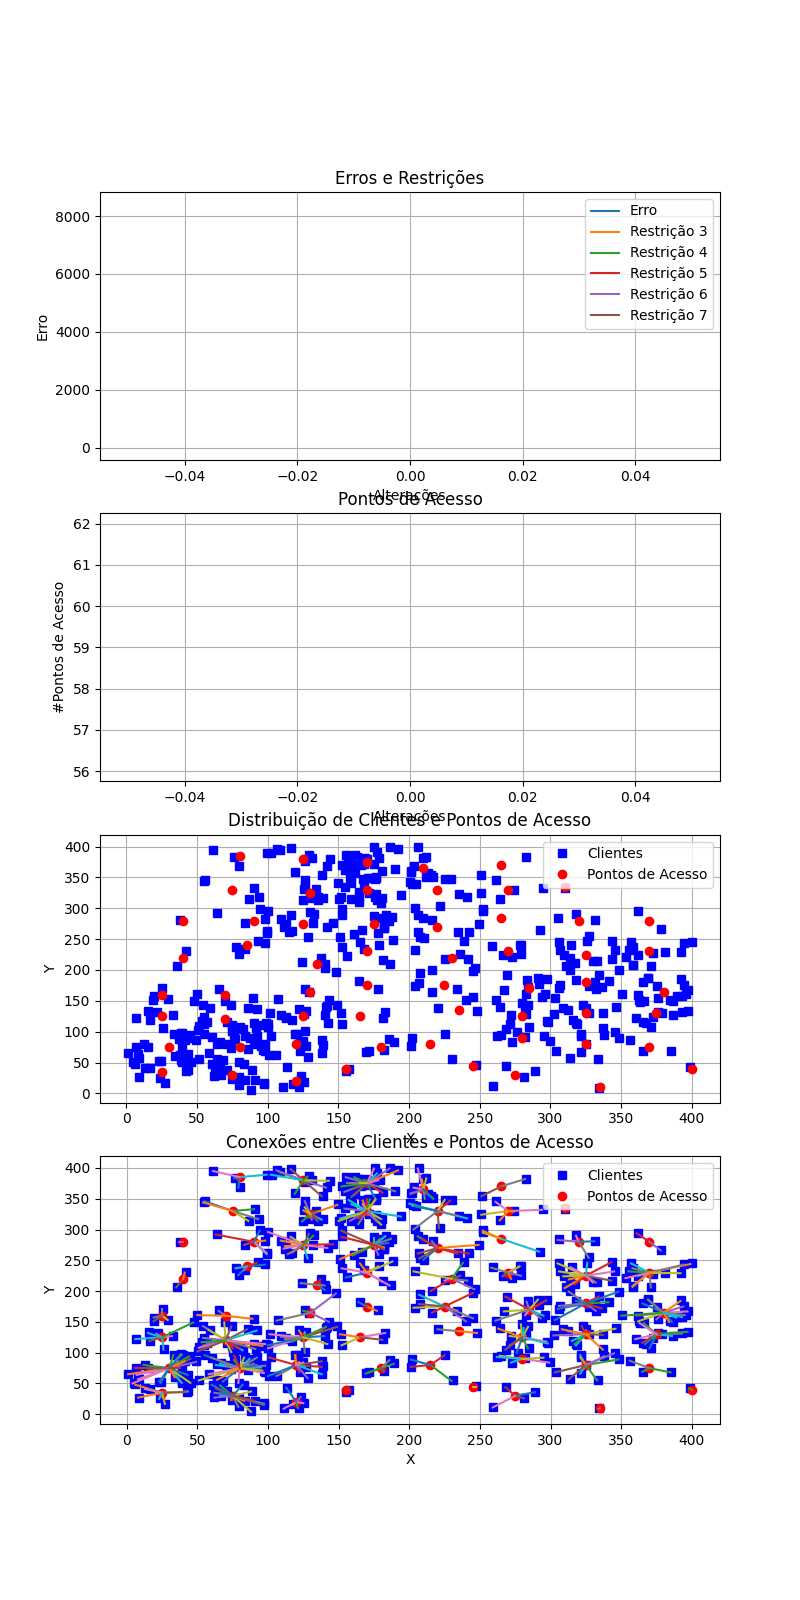 Erros e Restrições
8000
6000
4000
2000
0
Erro
Erro
Restrição 3
Restrição 4
Restrição 5
Restrição 6
Restrição 7
−0.04 −0.02 0.00 0.02 0.04
Alterações
Pontos de Acesso
62
61
60
59
58
57
56
#Pontos de Acesso
−0.04 −0.02 0.00 0.02 0.04
Alterações
Distribuição de Clientes e Pontos de Acesso
400
350
300
250
200
150
100
50
0
Y
Clientes
Pontos de Acesso
0 50 100 150 200 250 300 350 400
X
Conexões entre Clientes e Pontos de Acesso
400
350
300
250
200
150
100
50
0
Y
Clientes
Pontos de Acesso
0 50 100 150 200 250 300 350 400
X